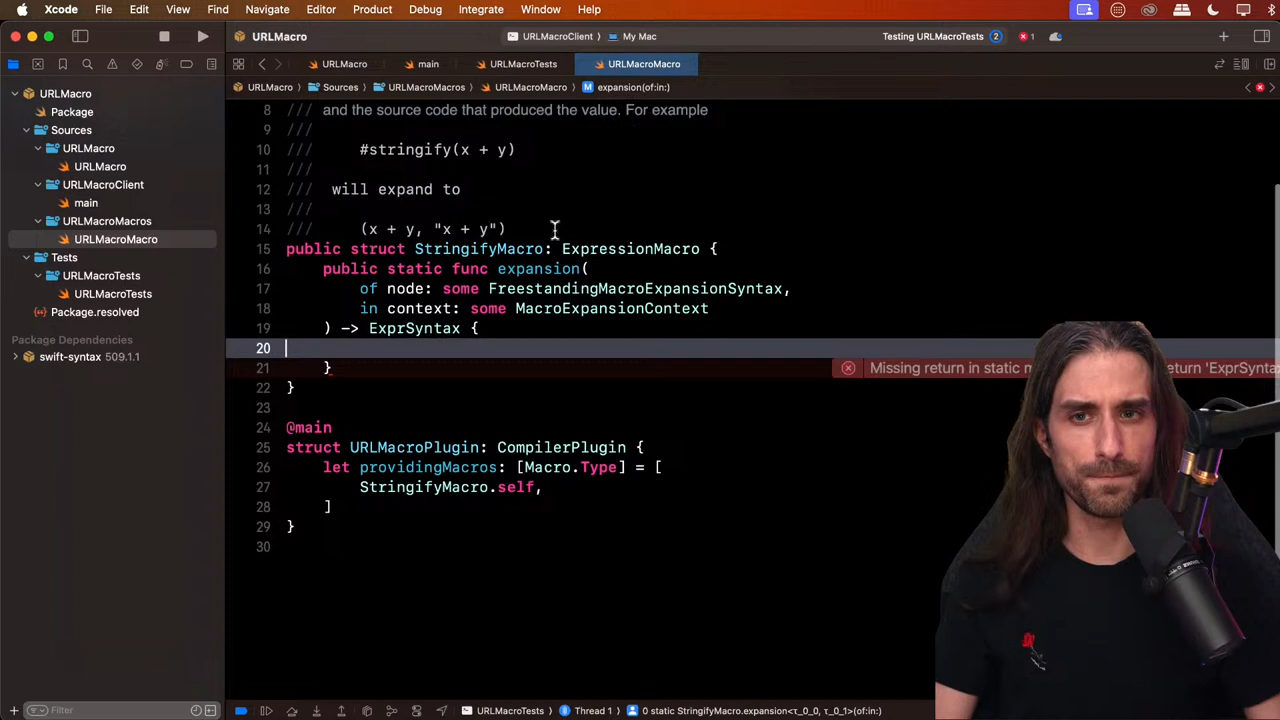 Xcode File Edit View Find Navigate Editor Product Debug Integrate Window Help
URLMacro
URLMacroClient My Mac
Testing URLMacroTests 2 1
URLMacro main URLMacroTests URLMacroMacro
URLMacro Sources URLMacroMacros URLMacroMacro M expansion(of:in:)
URLMacro
Package
Sources
URLMacro
URLMacro
URLMacroClient
main
URLMacroMacros
URLMacroMacro
Tests
URLMacroTests
URLMacroTests
Package.resolved
Package Dependencies
swift-syntax 509.1.1
Filter
8 /// and the source code that produced the value. For example
9 ///
10 /// #stringify(x + y)
11 ///
12 /// will expand to
13 ///
14 /// (x + y, "x + y")
15 public struct StringifyMacro: ExpressionMacro {
16 public static func expansion(
17 of node: some FreestandingMacroExpansionSyntax,
18 in context: some MacroExpansionContext
19 ) -> ExprSyntax {
20
21 } Missing return in static m eturn 'ExprSynta
22 }
23
24 @main
25 struct URLMacroPlugin: CompilerPlugin {
26 let providingMacros: [Macro.Type] = [
27 StringifyMacro.self,
28 ]
29 }
30
URLMacroTests Thread 1 0 static StringifyMacro.expansion<τ_0_0, τ_0_1>(of:in:)